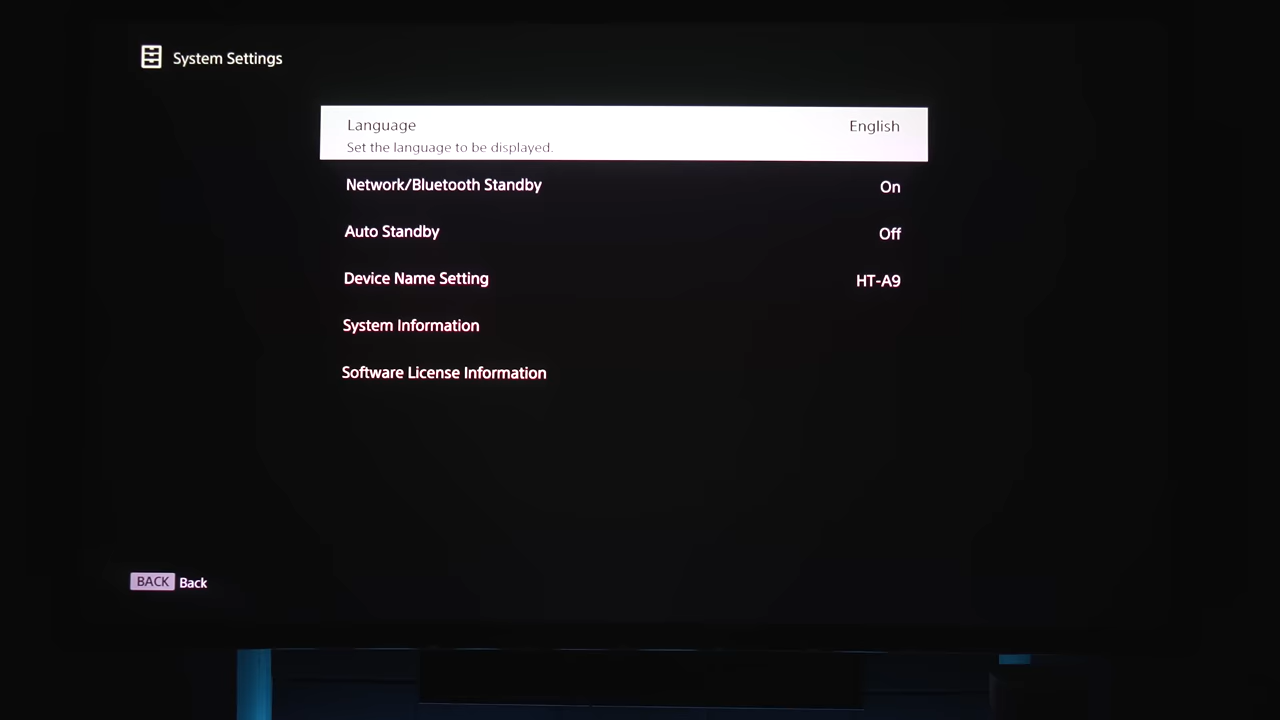 System Settings
Language English
Set the language to be displayed.
Network/Bluetooth Standby On
Auto Standby Off
Device Name Setting HT-A9
System Information
Software License Information
BACK Back